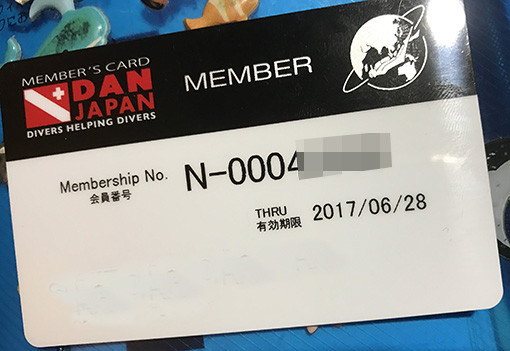 MEMBER'S CARD
DAN
JAPAN
DIVERS HELPING DIVERS
MEMBER
Membership No. N-0004
会員番号
THRU 2017/06/28
有効期限